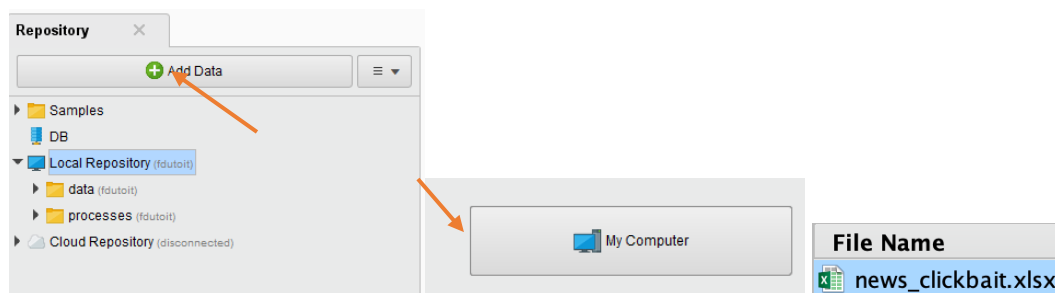 Repository
Add Data
Samples
DB
Local Repository (fdutoit)
data (fdutoit)
processes (fdutoit)
Cloud Repository (disconnected)
My Computer
File Name
news_clickbait.xlsx